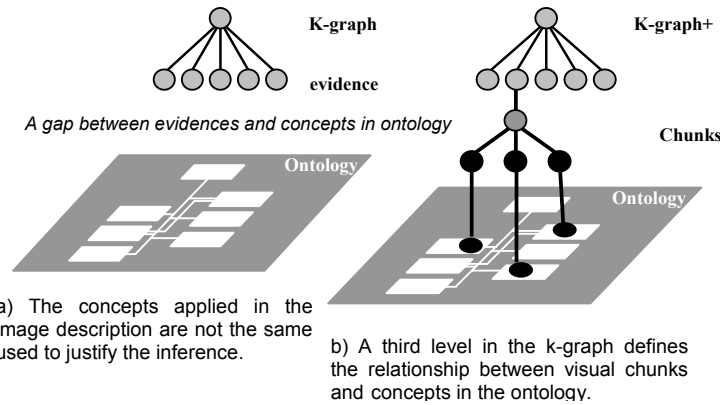 K-graph
K-graph+
evidence
A gap between evidences and concepts in ontology
Chunks
Ontology
Ontology
a) The concepts applied in the
image description are not the same
used to justify the inference.
b) A third level in the k-graph defines
the relationship between visual chunks
and concepts in the ontology.